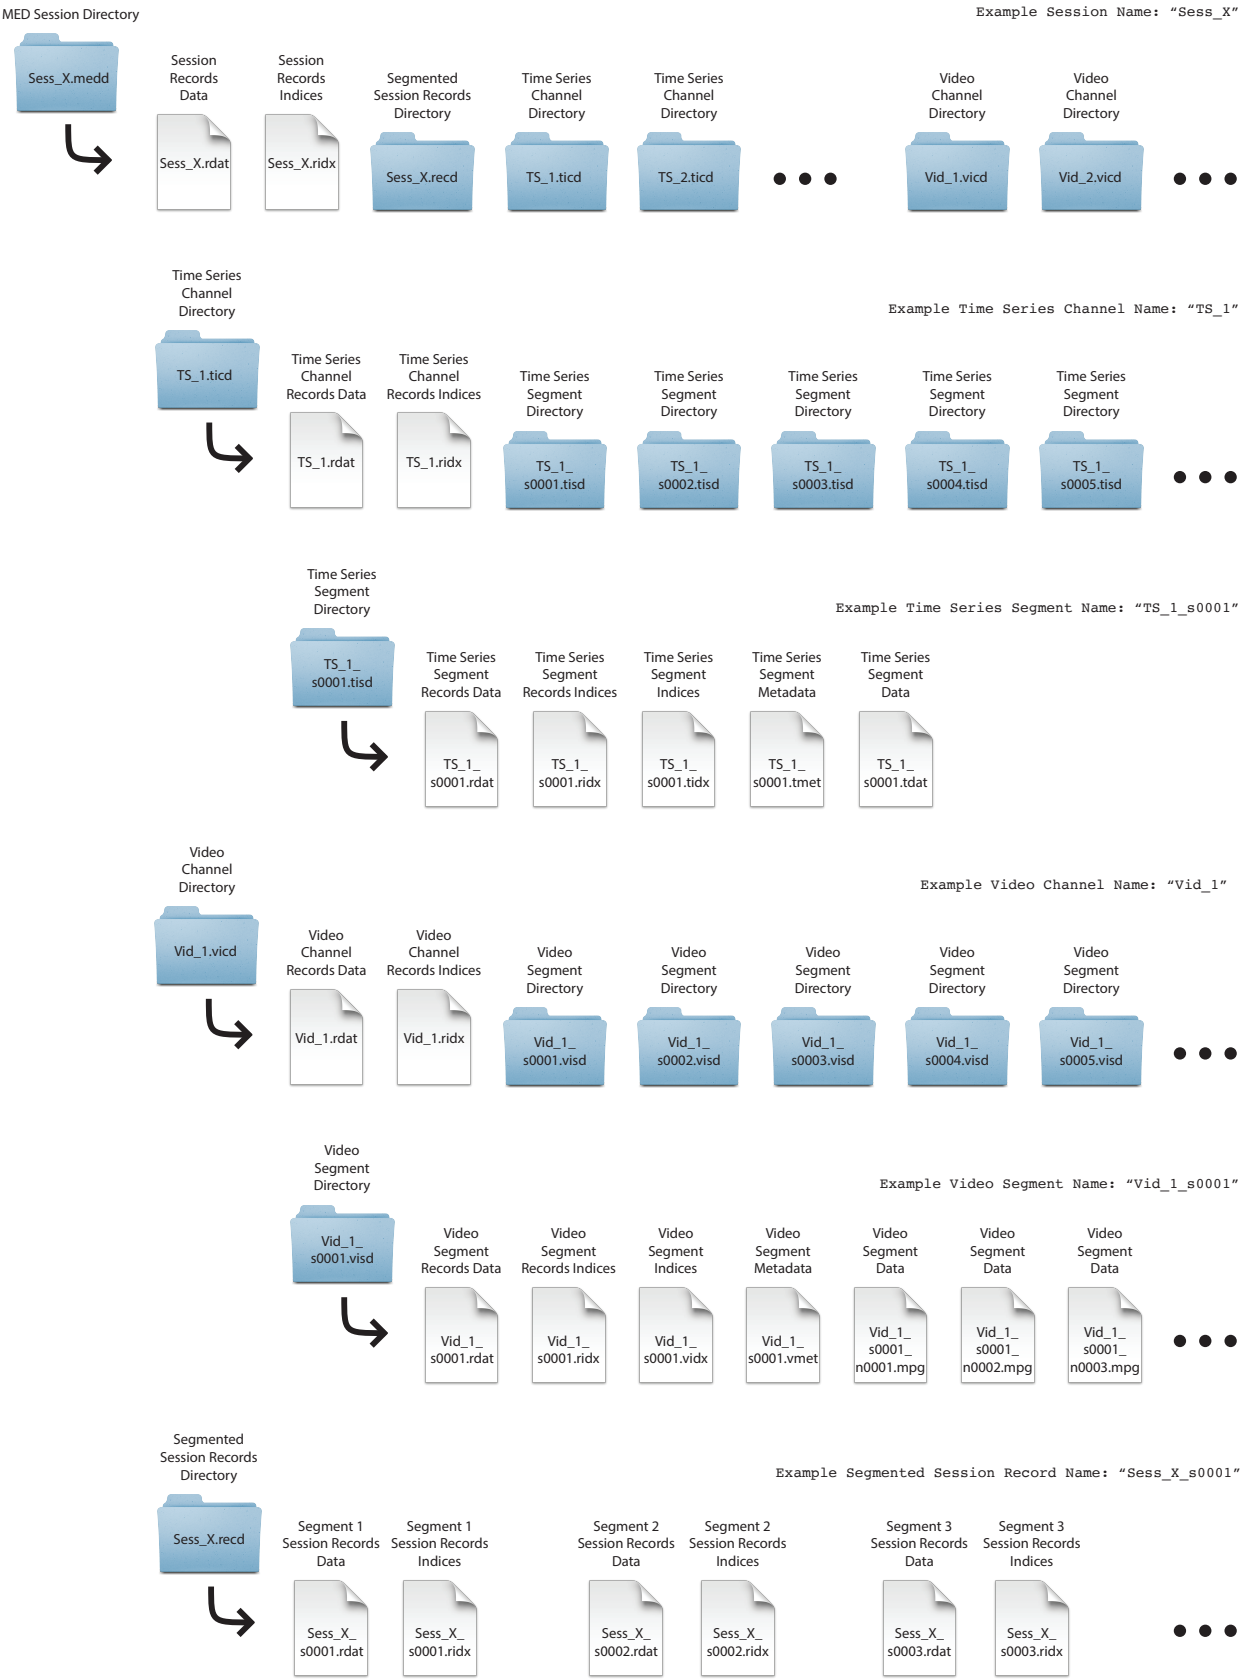 MED Session Directory
Example Session Name: “Sess_X”
Sess_X.medd
Session
Records
Data
Sess_X.rdat
Session
Records
Indices
Sess_X.ridx
Segmented
Session Records
Directory
Sess_X.recd
Time Series
Channel
Directory
TS_1.ticd
Time Series
Channel
Directory
TS_2.ticd
Video
Channel
Directory
Vid_1.vicd
Video
Channel
Directory
Vid_2.vicd
Time Series
Channel
Directory
Example Time Series Channel Name: “TS_1”
TS_1.ticd
Time Series
Channel
Records Data
TS_1.rdat
Time Series
Channel
Records Indices
TS_1.ridx
Time Series
Segment
Directory
TS_1_
s0001.tisd
Time Series
Segment
Directory
TS_1_
s0002.tisd
Time Series
Segment
Directory
TS_1_
s0003.tisd
Time Series
Segment
Directory
TS_1_
s0004.tisd
Time Series
Segment
Directory
TS_1_
s0005.tisd
Time Series
Segment
Directory
Example Time Series Segment Name: “TS_1_s0001”
TS_1_
s0001.tisd
Time Series
Segment
Records Data
TS_1_
s0001.rdat
Time Series
Segment
Records Indices
TS_1_
s0001.ridx
Time Series
Segment
Indices
TS_1_
s0001.tidx
Time Series
Segment
Metadata
TS_1_
s0001.tmet
Time Series
Segment
Data
TS_1_
s0001.tdat
Video
Channel
Directory
Example Video Channel Name: “Vid_1”
Vid_1.vicd
Video
Channel
Records Data
Vid_1.rdat
Video
Channel
Records Indices
Vid_1.ridx
Video
Segment
Directory
Vid_1_
s0001.visd
Video
Segment
Directory
Vid_1_
s0002.visd
Video
Segment
Directory
Vid_1_
s0003.visd
Video
Segment
Directory
Vid_1_
s0004.visd
Video
Segment
Directory
Vid_1_
s0005.visd
Video
Segment
Directory
Example Video Segment Name: “Vid_1_s0001”
Vid_1_
s0001.visd
Video
Segment
Records Data
Vid_1_
s0001.rdat
Video
Segment
Records Indices
Vid_1_
s0001.ridx
Video
Segment
Indices
Vid_1_
s0001.vidx
Video
Segment
Metadata
Vid_1_
s0001.vmet
Video
Segment
Data
Vid_1_
s0001_
n0001.mpg
Video
Segment
Data
Vid_1_
s0001_
n0002.mpg
Video
Segment
Data
Vid_1_
s0001_
n0003.mpg
Segmented
Session Records
Directory
Example Segmented Session Record Name: “Sess_X_s0001”
Sess_X.recd
Segment 1
Session Records
Data
Sess_X_
s0001.rdat
Segment 1
Session Records
Indices
Sess_X_
s0001.ridx
Segment 2
Session Records
Data
Sess_X_
s0002.rdat
Segment 2
Session Records
Indices
Sess_X_
s0002.ridx
Segment 3
Session Records
Data
Sess_X_
s0003.rdat
Segment 3
Session Records
Indices
Sess_X_
s0003.ridx